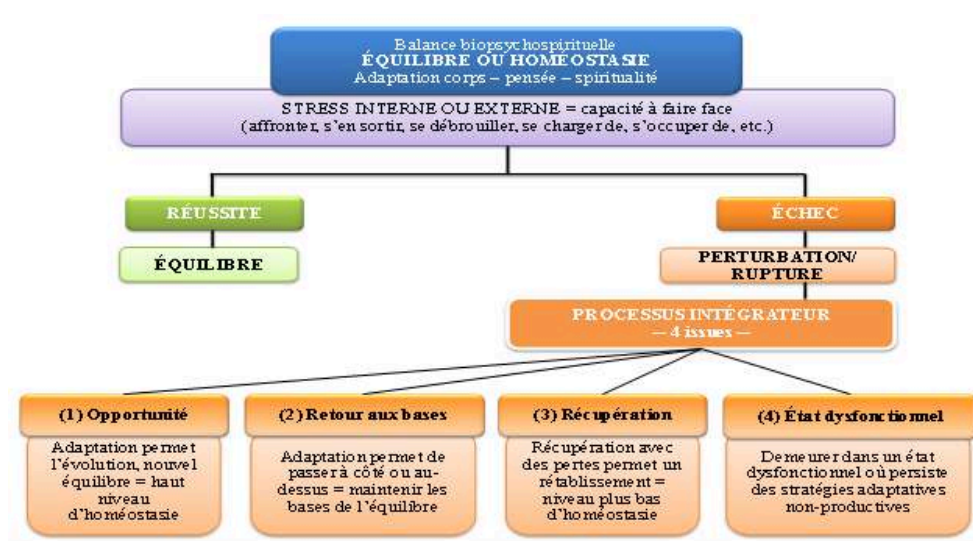 Balance biopsychospirituelle
ÉQUILIBRE OU HOMÉOSTASIE
Adaptation corps – pensée – spiritualité
STRESS INTERNE OU EXTERNE = capacité à faire face
(affronter, s'en sortir, se débrouiller, se charger de, s'occuper de, etc.)
RÉUSSITE
ÉCHEC
ÉQUILIBRE
PERTURBATION/
RUPTURE
PROCESSUS INTÉGRATEUR
— 4 issues —
(1) Opportunité
Adaptation permet
l'évolution, nouvel
équilibre = haut
niveau
d'homéostasie
(2) Retour aux bases
Adaptation permet de
passer à côté ou au-
dessus = maintenir les
bases de l'équilibre
(3) Récupération
Récupération avec
des pertes permet un
rétablissement =
niveau plus bas
d'homéostasie
(4) État dysfonctionnel
Demeurer dans un état
dysfonctionnel où persiste
des stratégies adaptatives
non-productives